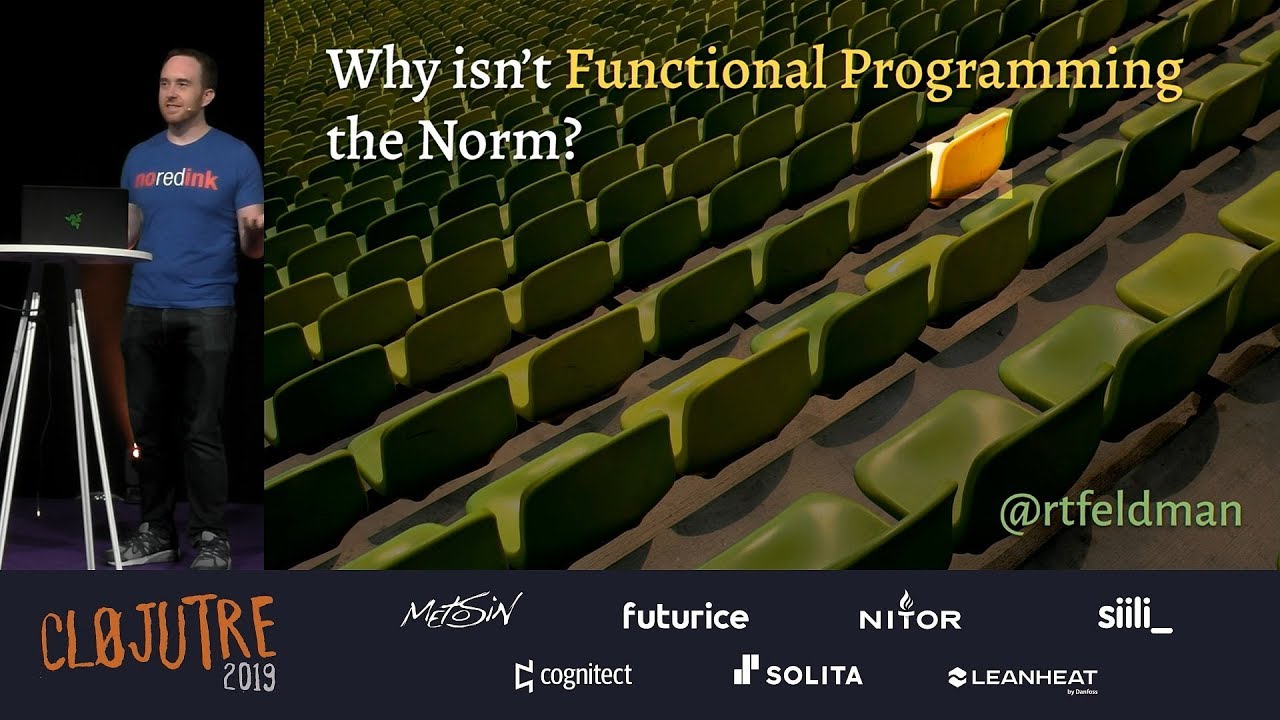 Why isn't Functional Programming
the Norm?
noredink
@rtfeldman
CLØJUTRE
2019
METOSIN
futurice
NITOR
siili_
cognitect
SOLITA
LEANHEAT
by Danfoss